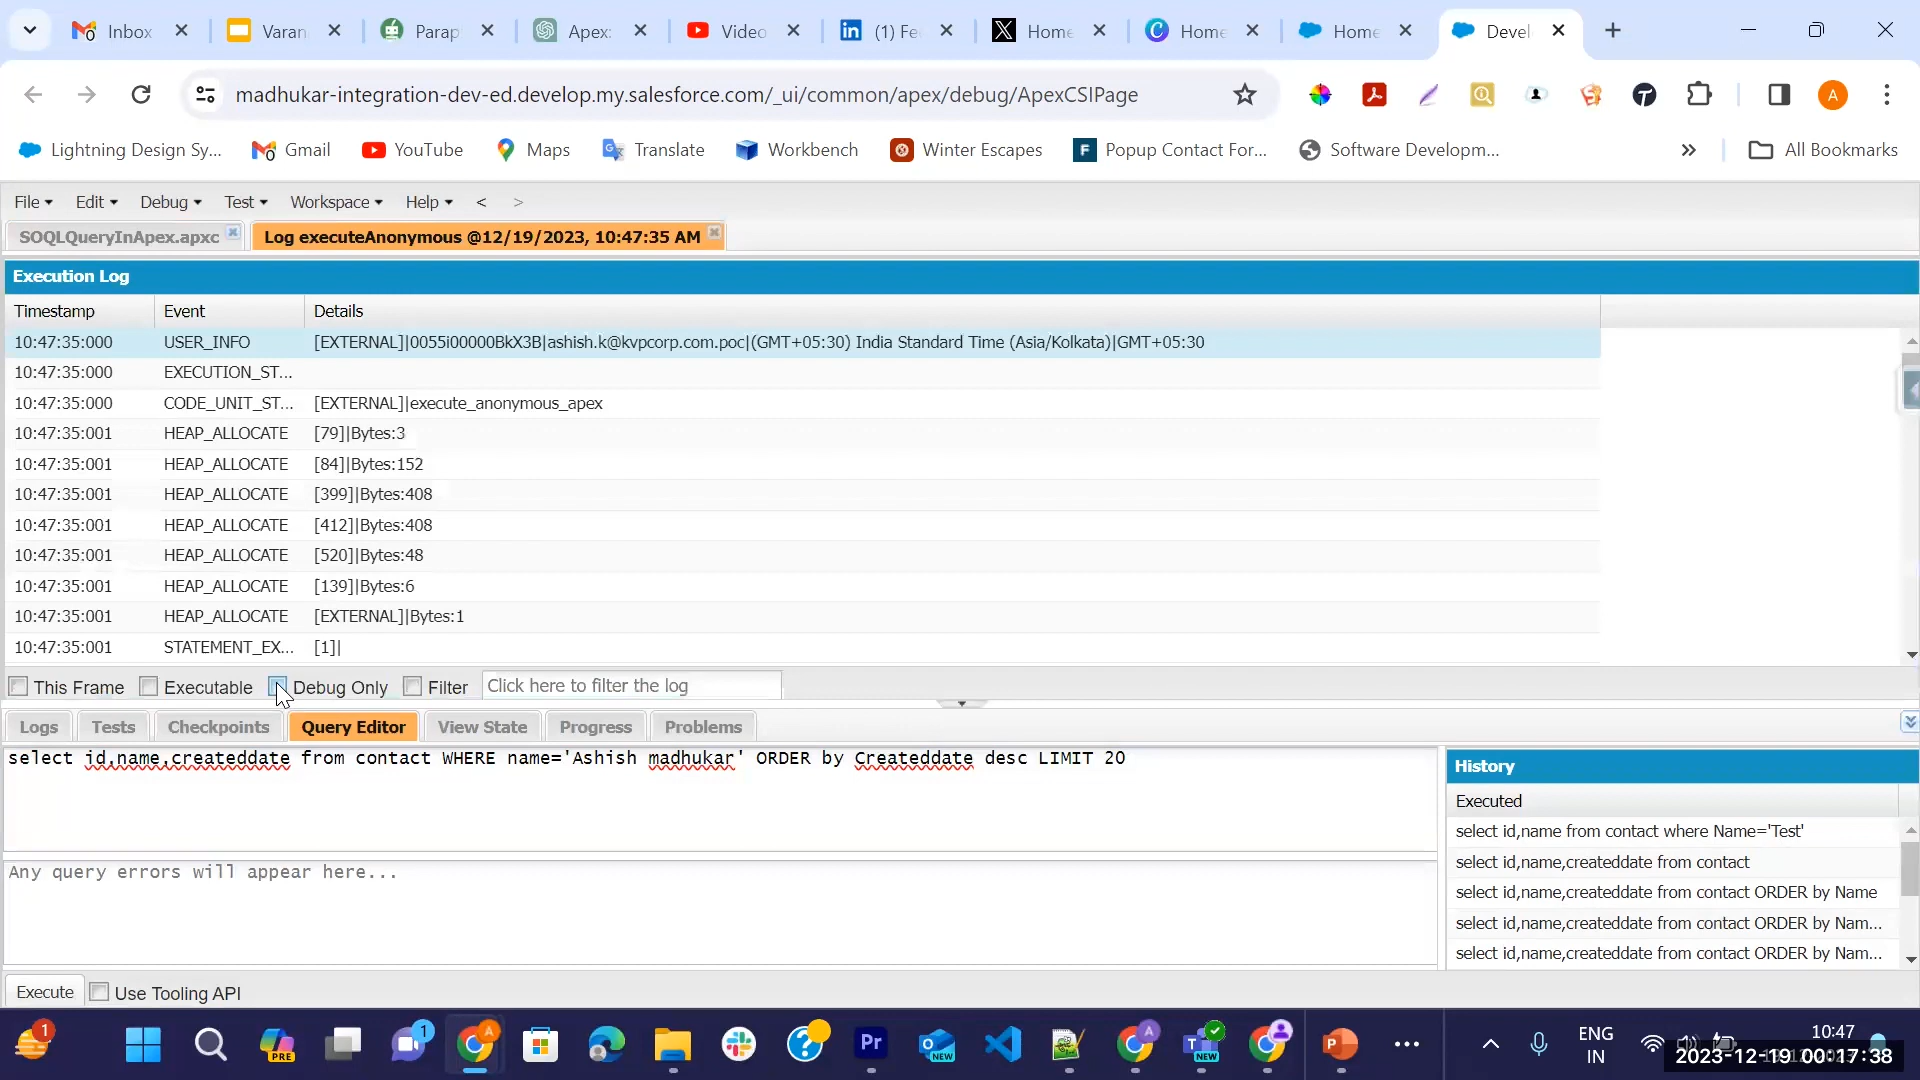 Inbox
Varan
Parap
Apex:
Video
(1) Fe
Home
Home
Home
Devel
madhukar-integration-dev-ed.develop.my.salesforce.com/_ui/common/apex/debug/ApexCSIPage
A
Lightning Design Sy...
Gmail
YouTube
Maps
Translate
Workbench
Winter Escapes
Popup Contact For...
Software Developm...
All Bookmarks
File Edit Debug Test Workspace Help < >
SOQLQueryInApex.apxc
Log executeAnonymous @12/19/2023, 10:47:35 AM
Execution Log
Timestamp Event Details
10:47:35:000 USER_INFO [EXTERNAL]|0055i00000BkX3B|ashish.k@kvpcorp.com.poc|(GMT+05:30) India Standard Time (Asia/Kolkata)|GMT+05:30
10:47:35:000 EXECUTION_ST...
10:47:35:000 CODE_UNIT_ST... [EXTERNAL]|execute_anonymous_apex
10:47:35:001 HEAP_ALLOCATE [79]|Bytes:3
10:47:35:001 HEAP_ALLOCATE [84]|Bytes:152
10:47:35:001 HEAP_ALLOCATE [399]|Bytes:408
10:47:35:001 HEAP_ALLOCATE [412]|Bytes:408
10:47:35:001 HEAP_ALLOCATE [520]|Bytes:48
10:47:35:001 HEAP_ALLOCATE [139]|Bytes:6
10:47:35:001 HEAP_ALLOCATE [EXTERNAL]|Bytes:1
10:47:35:001 STATEMENT_EX... [1]|
This Frame Executable Debug Only Filter Click here to filter the log
Logs Tests Checkpoints Query Editor View State Progress Problems
select id,name,createddate from contact WHERE name='Ashish madhukar' ORDER by Createddate desc LIMIT 20
Any query errors will appear here...
History
Executed
select id,name from contact where Name='Test'
select id,name,createddate from contact
select id,name,createddate from contact ORDER by Name
select id,name,createddate from contact ORDER by Nam...
select id,name,createddate from contact ORDER by Nam...
Execute Use Tooling API
1
PRE
1
A
Pr
NEW
A
NEW
ENG
IN
10:47
2023-12-19 00:17:38